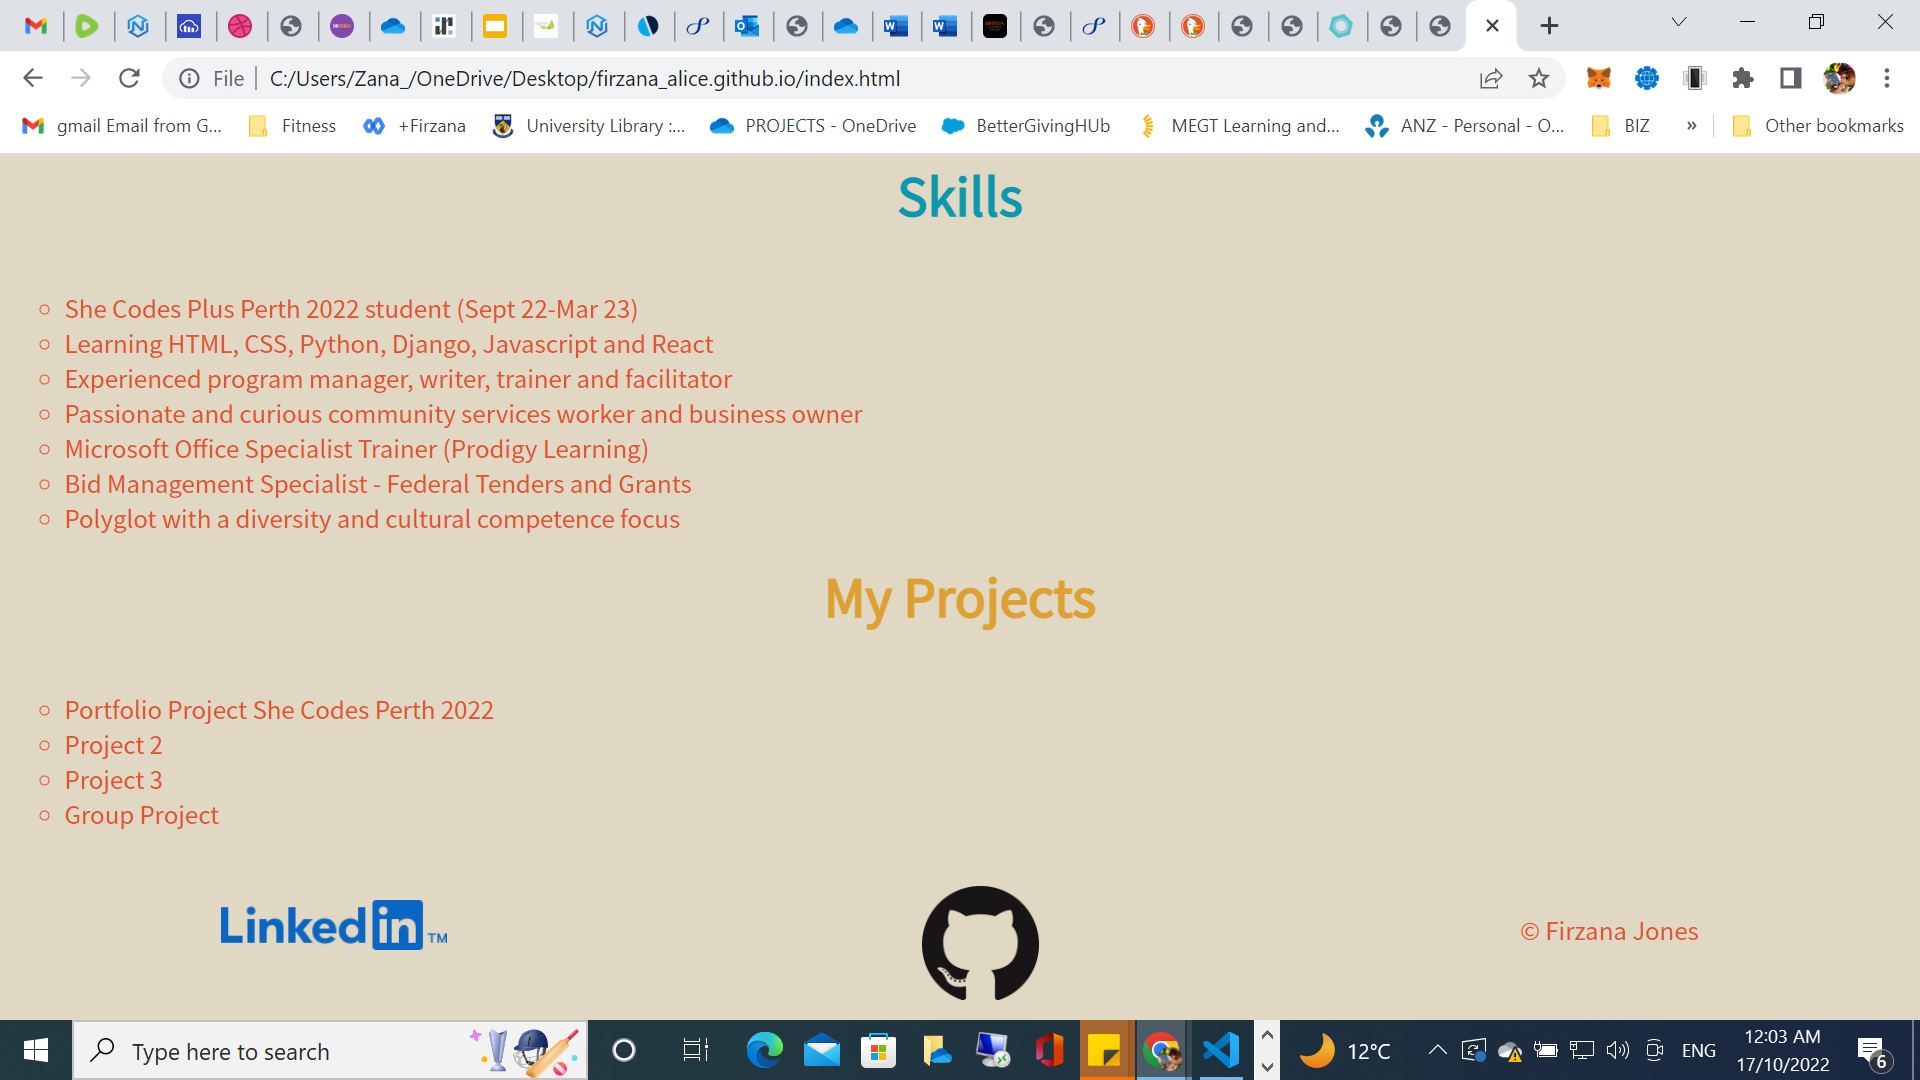 File
C:/Users/Zana_/OneDrive/Desktop/firzana_alice.github.io/index.html
gmail Email from G...
Fitness
+Firzana
University Library :...
PROJECTS - OneDrive
BetterGivingHUb
MEGT Learning and...
ANZ - Personal - O...
BIZ
»
Other bookmarks
Skills
She Codes Plus Perth 2022 student (Sept 22-Mar 23)
Learning HTML, CSS, Python, Django, Javascript and React
Experienced program manager, writer, trainer and facilitator
Passionate and curious community services worker and business owner
Microsoft Office Specialist Trainer (Prodigy Learning)
Bid Management Specialist - Federal Tenders and Grants
Polyglot with a diversity and cultural competence focus
My Projects
Portfolio Project She Codes Perth 2022
Project 2
Project 3
Group Project
Linked in TM
© Firzana Jones
Type here to search
12°C
ENG
12:03 AM
17/10/2022
6